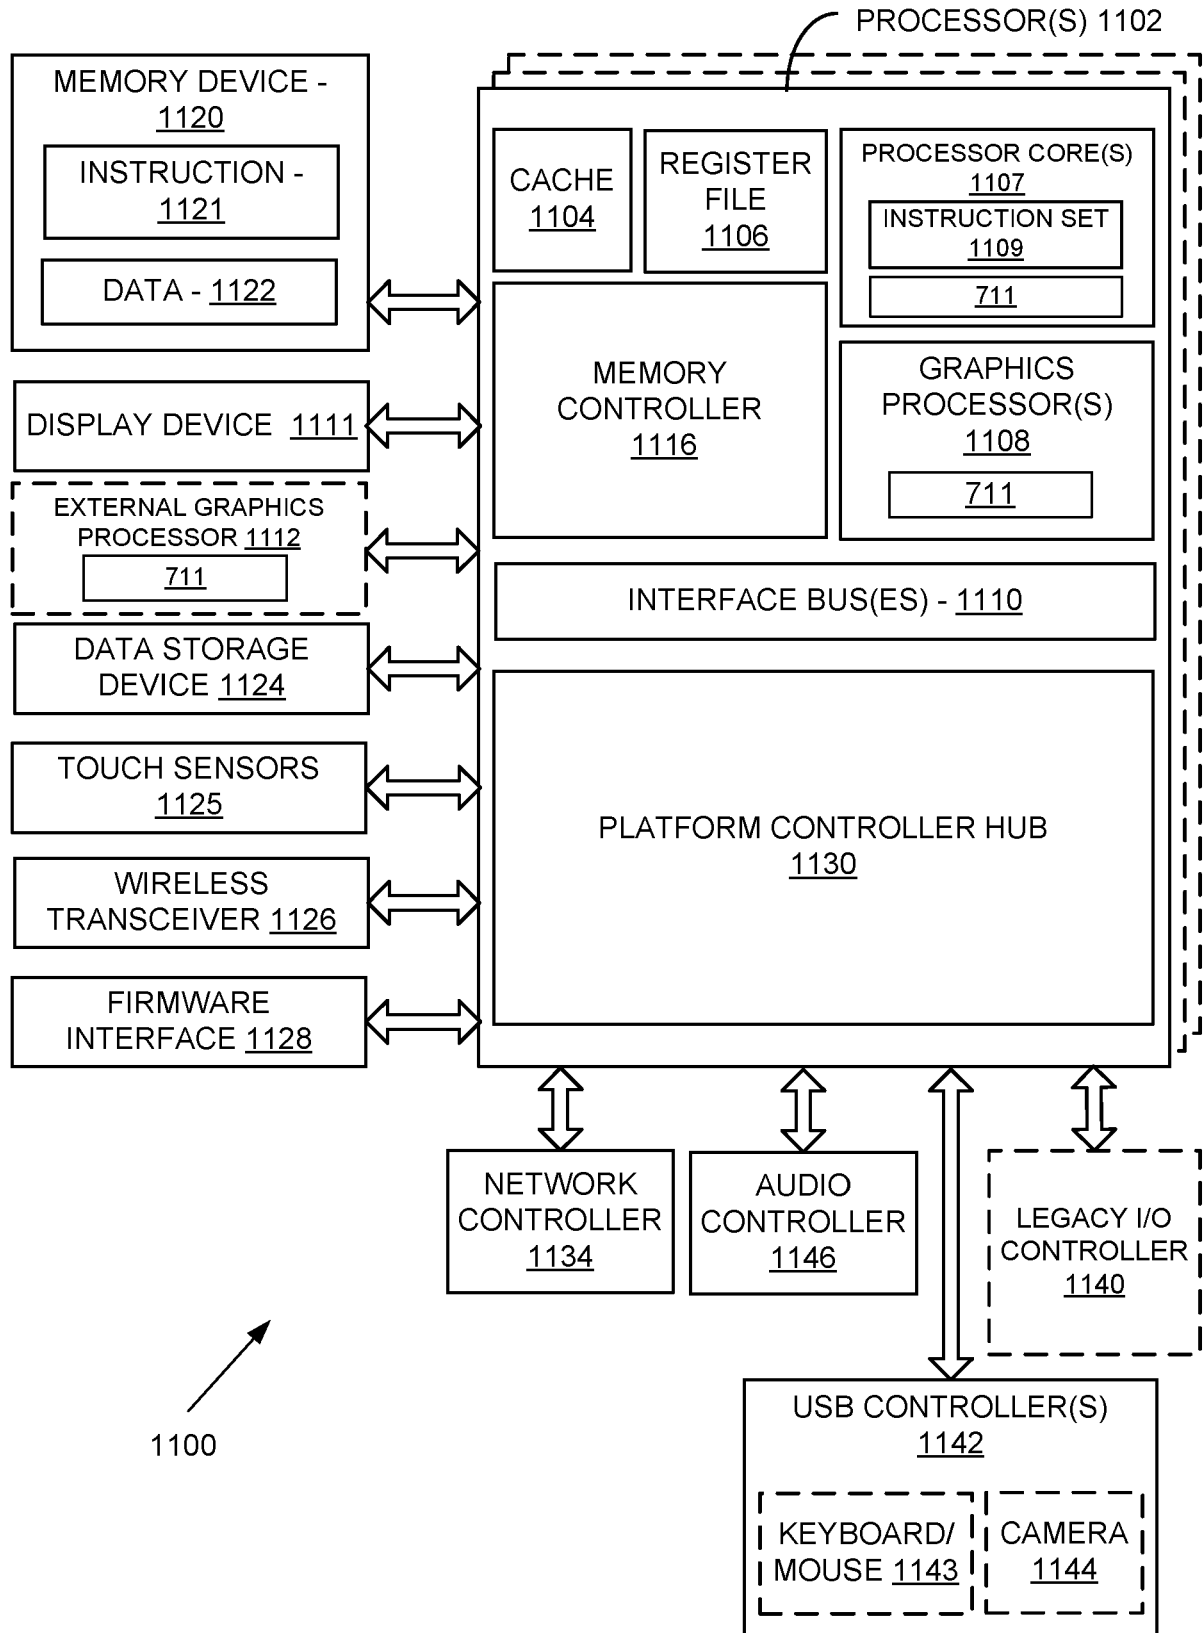 PROCESSOR(S) 1102
MEMORY DEVICE -
1120
INSTRUCTION -
1121
DATA - 1122
CACHE
1104
REGISTER
FILE
1106
PROCESSOR CORE(S)
1107
INSTRUCTION SET
1109
711
MEMORY
CONTROLLER
1116
GRAPHICS
PROCESSOR(S)
1108
711
DISPLAY DEVICE 1111
EXTERNAL GRAPHICS
PROCESSOR 1112
711
INTERFACE BUS(ES) - 1110
DATA STORAGE
DEVICE 1124
TOUCH SENSORS
1125
PLATFORM CONTROLLER HUB
1130
WIRELESS
TRANSCEIVER 1126
FIRMWARE
INTERFACE 1128
NETWORK
CONTROLLER
1134
AUDIO
CONTROLLER
1146
LEGACY I/O
CONTROLLER
1140
1100
USB CONTROLLER(S)
1142
KEYBOARD/
MOUSE 1143
CAMERA
1144